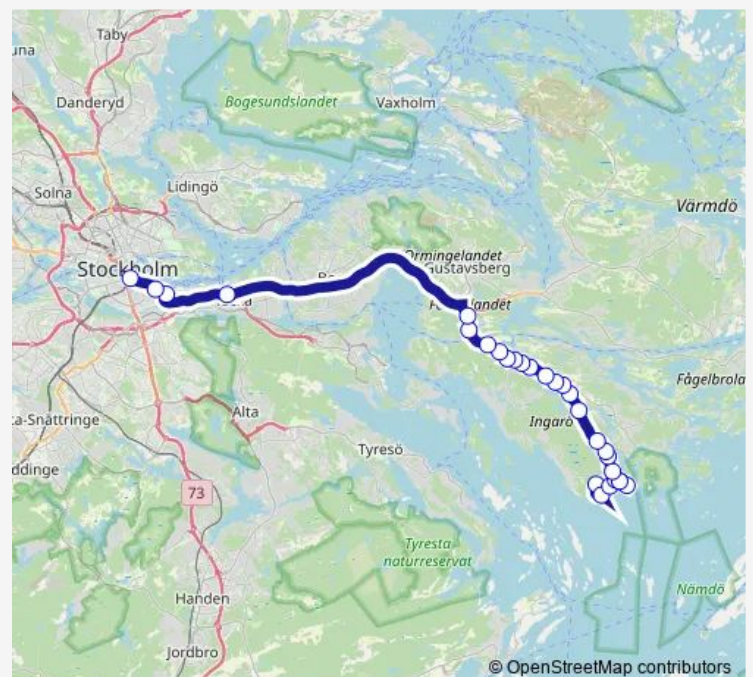 Täby
una
Danderyd
Bogesundslandet
Vaxholm
Solna
Lidingö
Värmdö
Stockholm
Ormingelandet
Gustavsberg
Fågelbrola
Älta
ta-Snättringe
Ingarö
Tyresö
ddinge
73
Tyresta
naturreservat
Nämdö
Handen
Jordbro
© OpenStreetMap contributors